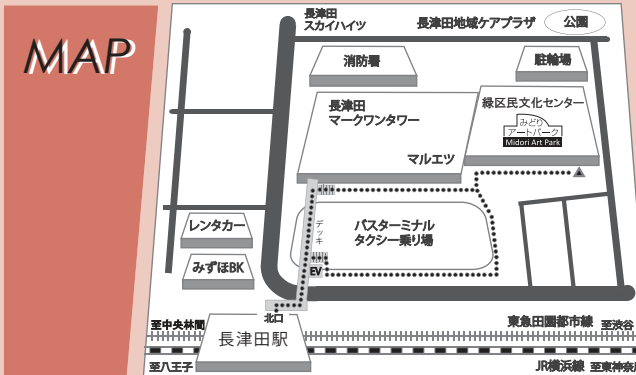 MAP
長津田
スカイハイツ
長津田地域ケアプラザ
公園
消防署
駐輪場
長津田
マークワンタワー
緑区民文化センター
みどり
アートパーク
Midori Art Park
マルエツ
デッキ
バスターミナル
タクシー乗り場
レンタカー
みずほBK
EV
北口
長津田駅
至中央林間
東急田園都市線
至渋谷
至八王子
JR横浜線
至東神奈